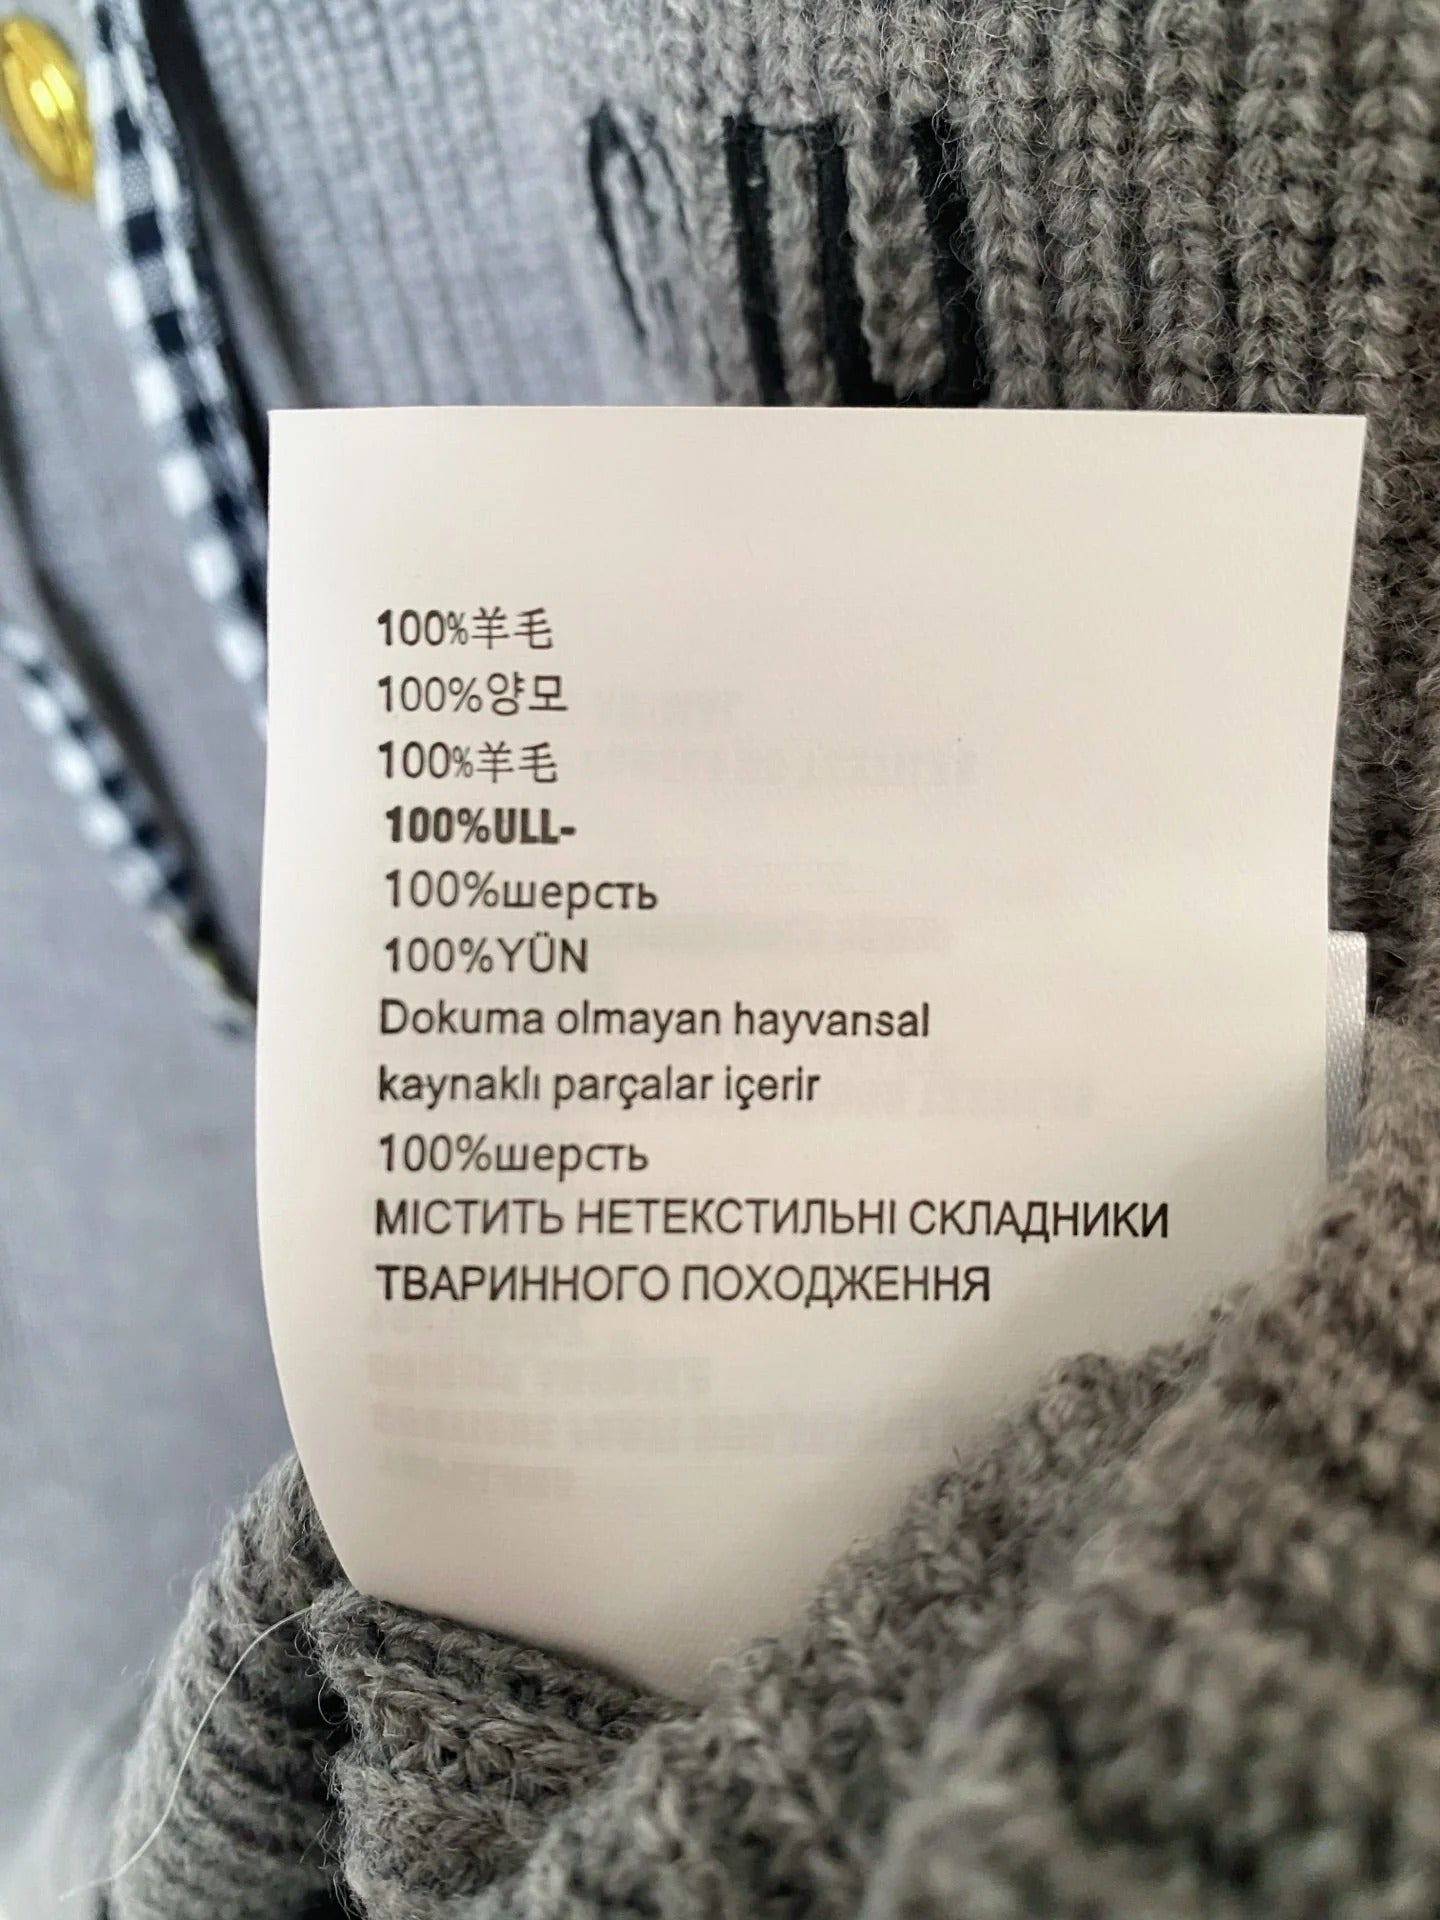 100%羊毛
100%양모
100%羊毛
100%ULL-
100%шерсть
100%YÜN
Dokuma olmayan hayvansal
kaynaklı parçalar içerir
100%шерсть
МІСТИТЬ НЕТЕКСТИЛЬНІ СКЛАДНИКИ
ТВАРИННОГО ПОХОДЖЕННЯ